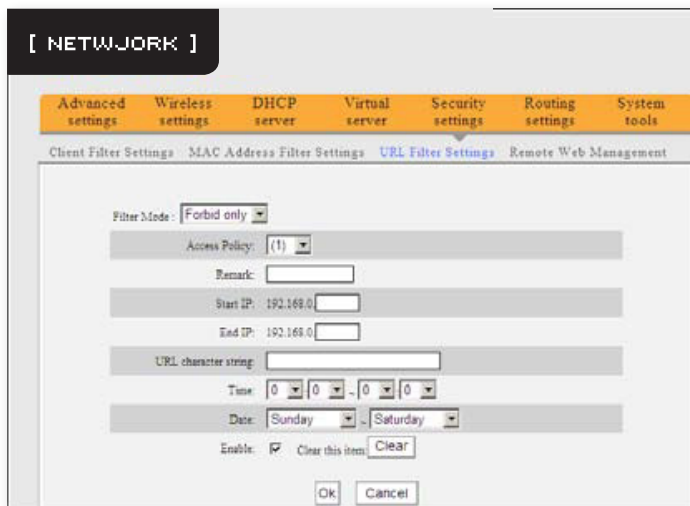 [ NETWJORK ]
Advanced settings Wireless settings DHCP server Virtual server Security settings Routing settings System tools
Client Filter Settings MAC Address Filter Settings URL Filter Settings Remote Web Management
Filter Mode : Forbid only
Access Policy: (1)
Remark:
Start IP: 192.168.0.
End IP: 192.168.0.
URL character string:
Time: 0 : 0 ~ 0 : 0
Date: Sunday ~ Saturday
Enable: Clear this item: Clear
Ok Cancel